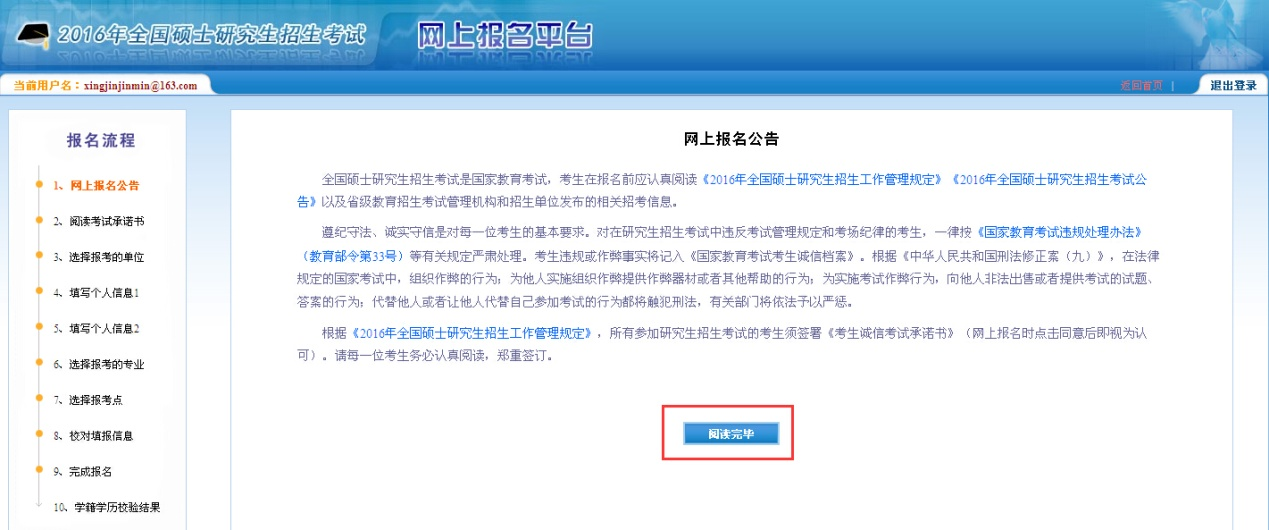 2016年全国硕士研究生招生考试
网上报名平台
当前用户名：xingjinjinmin@163.com
返回首页 |
退出登录
报名流程
1、网上报名公告
2、阅读考试承诺书
3、选择报考的单位
4、填写个人信息1
5、填写个人信息2
6、选择报考的专业
7、选择报考点
8、校对填报信息
9、完成报名
10、学籍学历校验结果
网上报名公告
全国硕士研究生招生考试是国家教育考试，考生在报名前应认真阅读《2016年全国硕士研究生招生工作管理规定》《2016年全国硕士研究生招生考试公
告》以及省级教育招生考试管理机构和招生单位发布的相关招考信息。
遵纪守法、诚实守信是对每一位考生的基本要求。对在研究生招生考试中违反考试管理规定和考场纪律的考生，一律按《国家教育考试违规处理办法》
（教育部令第33号）等有关规定严肃处理。考生违规或作弊事实将记入《国家教育考试考生诚信档案》。根据《中华人民共和国刑法修正案（九）》，在法律
规定的国家考试中，组织作弊的行为；为他人实施组织作弊提供作弊器材或者其他帮助的行为；为实施考试作弊行为，向他人非法出售或者提供考试的试题、
答案的行为；代替他人或者让他人代替自己参加考试的行为都将触犯刑法，有关部门将依法予以严惩。
根据《2016年全国硕士研究生招生工作管理规定》，所有参加研究生招生考试的考生须签署《考生诚信考试承诺书》（网上报名时点击同意后即视为认
可）。请每一位考生务必认真阅读，郑重签订。
阅读完毕